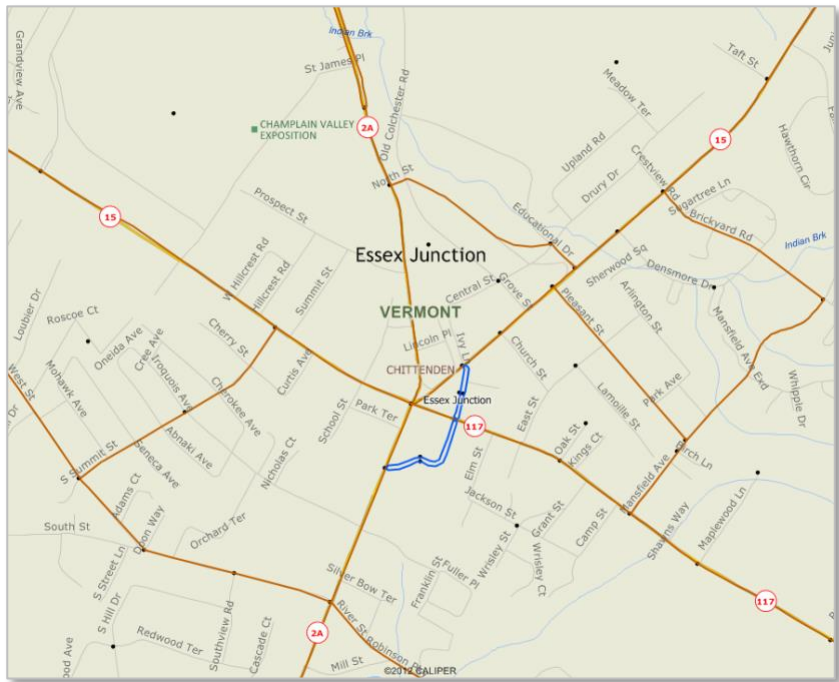 Grandview Ave
Indian Brk
St James Pl
Old Colchester Rd
Taft St
Meadow Ter
CHAMPLAIN VALLEY
EXPOSITION
2A
15
Upland Rd
Hawthorn Cir
North St
Crestview Rd
Sugartree Ln
Drury Dr
Brickyard Rd
Prospect St
15
Educational Dr
Indian Brk
W Hillcrest Rd
Hillcrest Rd
Essex Junction
Sherwood Sq
Densmore Dr
Summit St
Central St
Grove St
Pleasant St
Arlington St
Loubier Dr
Roscoe Ct
VERMONT
Mansfield Ave Exd
Oneida Ave
Cree Ave
Cherry St
Lincoln Pl
Ivy Ln
Church St
West St
Mohawk Ave
Iroquois Ave
Curtis Ave
CHITTENDEN
Whipple Dr
Cherokee Ave
School St
Park Ter
Essex Junction
East St
Lamoille St
Park Ave
117
Abnaki Ave
Seneca Ave
S Summit St
Nicholas Ct
Elm St
Oak St
Kings Ct
Mansfield Ave
Adams Ct
Jackson St
Grant St
Camp St
Shawns Way
Maplewood Ln
South St
Doon Way
Orchard Ter
Wrisley St
Wrisley Ct
S Street Ln
Silver Bow Ter
Franklin St
Fuller Pl
S Hill Dr
Southview Rd
River St
117
Redwood Ter
Cascade Ct
2A
Robinson
Mill St
©2012 CALIPER